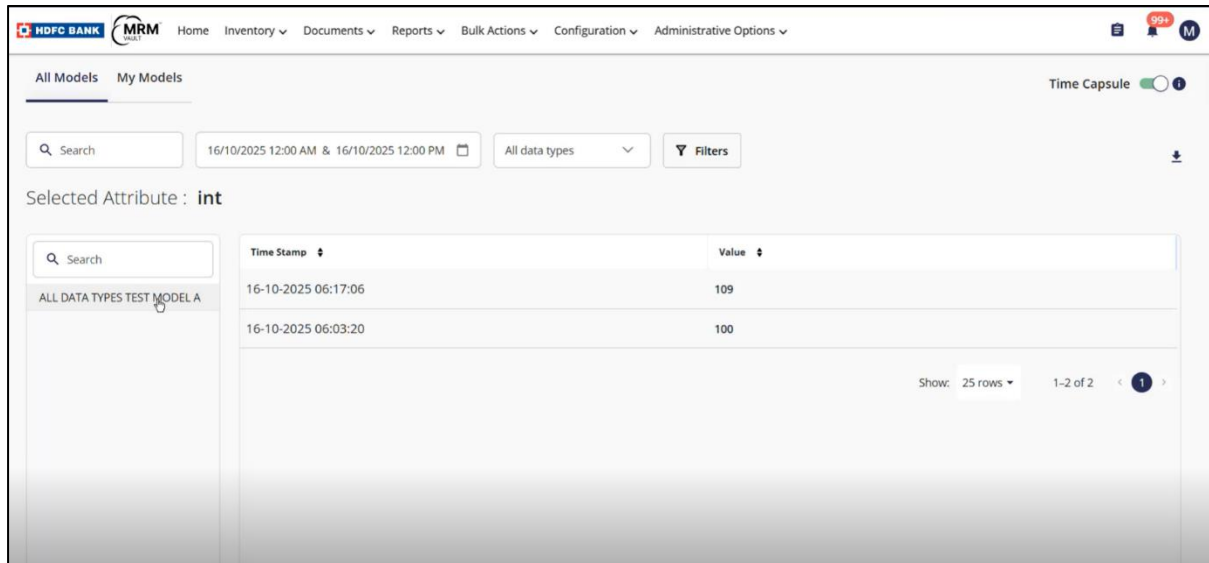 HDFC BANK MRM VAULT Home Inventory Documents Reports Bulk Actions Configuration Administrative Options 99+ M
All Models My Models Time Capsule
Search 16/10/2025 12:00 AM & 16/10/2025 12:00 PM All data types Filters
Selected Attribute : int
Search Time Stamp Value
ALL DATA TYPES TEST MODEL A 16-10-2025 06:17:06 109
16-10-2025 06:03:20 100
Show: 25 rows 1–2 of 2 1